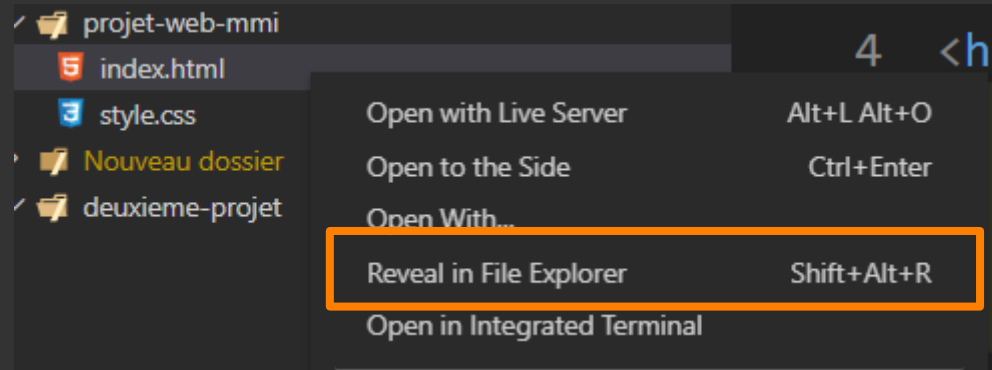 projet-web-mmi
4 <h
index.html
style.css
Open with Live Server Alt+L Alt+O
Nouveau dossier
Open to the Side Ctrl+Enter
deuxieme-projet
Open With...
Reveal in File Explorer Shift+Alt+R
Open in Integrated Terminal